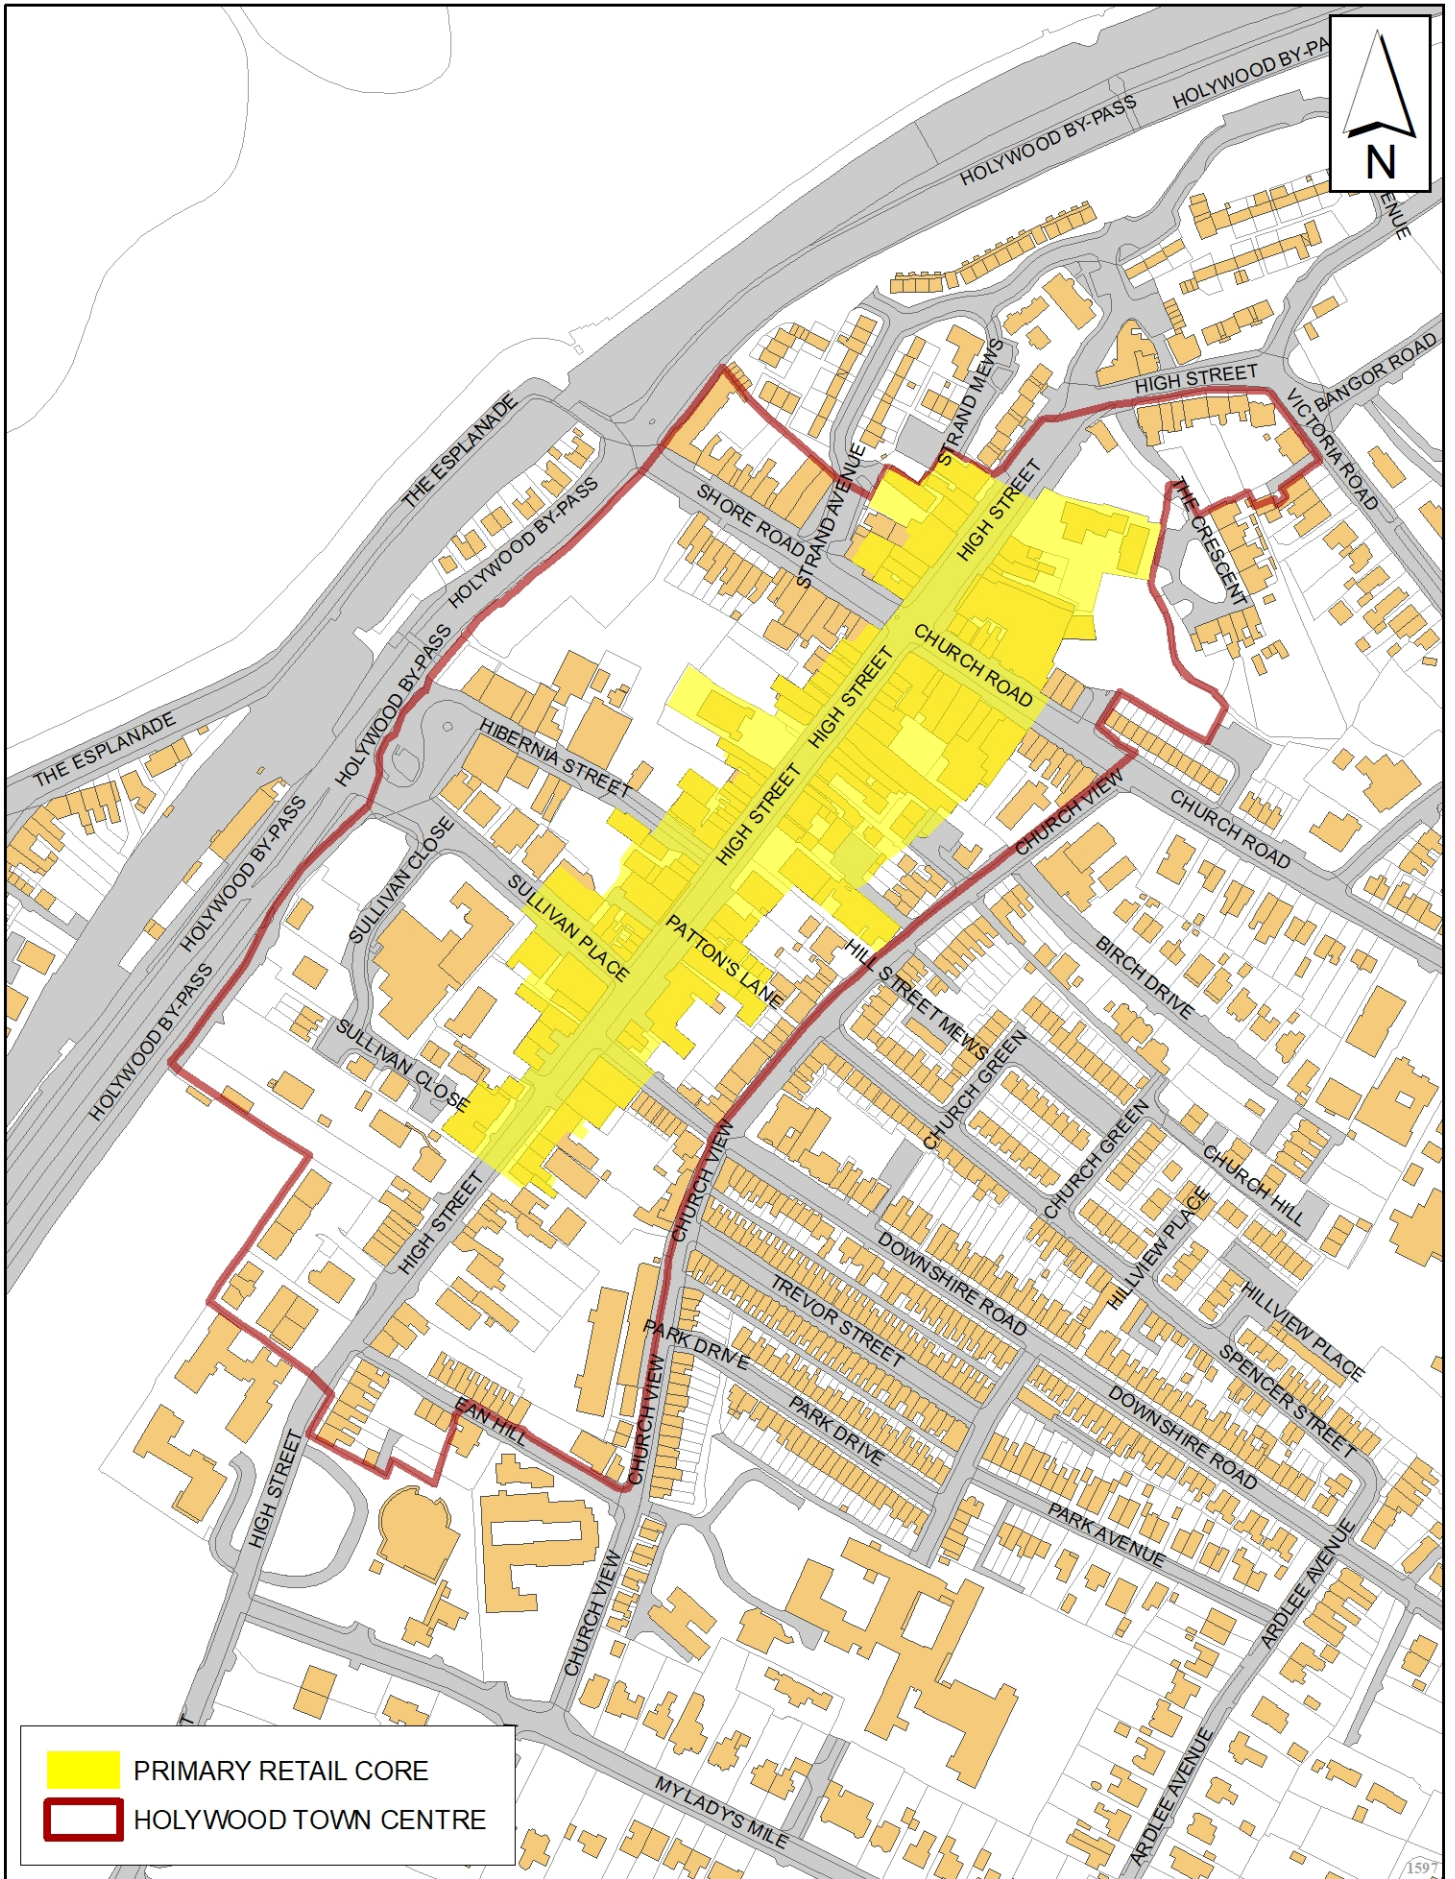 HOLYWOOD BY-PA
HOLYWOOD BY-PASS
HOLYWOOD BY-PASS
N
ENUE
BANGOR ROAD
HIGH STREET
VICTORIA ROAD
STRAND MEWS
THE ESPLANADE
STRAND AVENUE
HIGH STREET
SHORE ROAD
THE CRESCENT
HOLYWOOD BY-PASS
CHURCH ROAD
HIGH STREET
HOLYWOOD BY-PASS
THE ESPLANADE
HIBERNIA STREET
HIGH STREET
CHURCH VIEW
CHURCH ROAD
HOLYWOOD BY-PASS
SULLIVAN CLOSE
SULLIVAN PLACE
PATTON'S LANE
HILL STREET MEWS
BIRCH DRIVE
HOLYWOOD BY-PASS
SULLIVAN CLOSE
CHURCH GREEN
CHURCH GREEN
CHURCH VIEW
CHURCH HILL
HIGH STREET
HILLVIEW PLACE
HILLVIEW PLACE
DOWNSHIRE ROAD
TREVOR STREET
PARK DRIVE
PARK DRIVE
SPENCER STREET
DOWNSHIRE ROAD
CHURCH VIEW
EAN HILL
HIGH STREET
PARK AVENUE
ARDLEE AVENUE
CHURCH VIEW
T
MY LADY'S MILE
ARDLEE AVENUE
PRIMARY RETAIL CORE
HOLYWOOD TOWN CENTRE
1597